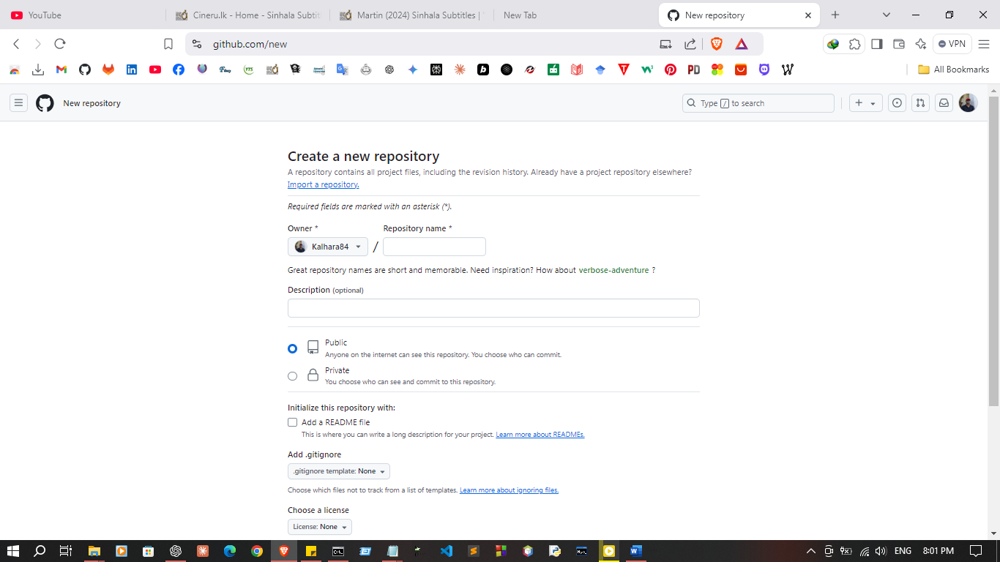 YouTube
Cineru.lk - Home - Sinhala Subtit
Martin (2024) Sinhala Subtitles |
New Tab
New repository
github.com/new
VPN
All Bookmarks
New repository
Type / to search
Create a new repository
A repository contains all project files, including the revision history. Already have a project repository elsewhere?
Import a repository.
Required fields are marked with an asterisk (*).
Owner * Repository name *
Kalhara84 /
Great repository names are short and memorable. Need inspiration? How about verbose-adventure ?
Description (optional)
Public
Anyone on the internet can see this repository. You choose who can commit.
Private
You choose who can see and commit to this repository.
Initialize this repository with:
Add a README file
This is where you can write a long description for your project. Learn more about READMEs.
Add .gitignore
.gitignore template: None
Choose which files not to track from a list of templates. Learn more about ignoring files.
Choose a license
License: None
ENG 8:01 PM